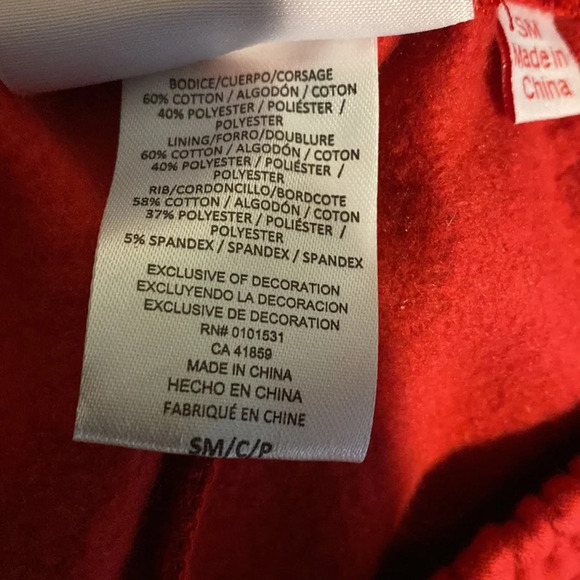 BODICE/CUERPO/CORSAGE
60% COTTON / ALGODÓN / COTON
40% POLYESTER / POLIÉSTER /
POLYESTER
LINING/FORRO/DOUBLURE
60% COTTON / ALGODÓN / COTON
40% POLYESTER / POLIÉSTER /
POLYESTER
RIB/CORDONCILLO/BORDCOTE
58% COTTON / ALGODÓN / COTON
37% POLYESTER / POLIÉSTER /
POLYESTER
5% SPANDEX / SPANDEX / SPANDEX
EXCLUSIVE OF DECORATION
EXCLUYENDO LA DECORACION
EXCLUSIVE DE DECORATION
RN# 0101531
CA 41859
MADE IN CHINA
HECHO EN CHINA
FABRIQUÉ EN CHINE
SM/C/P
SM
Made in
China